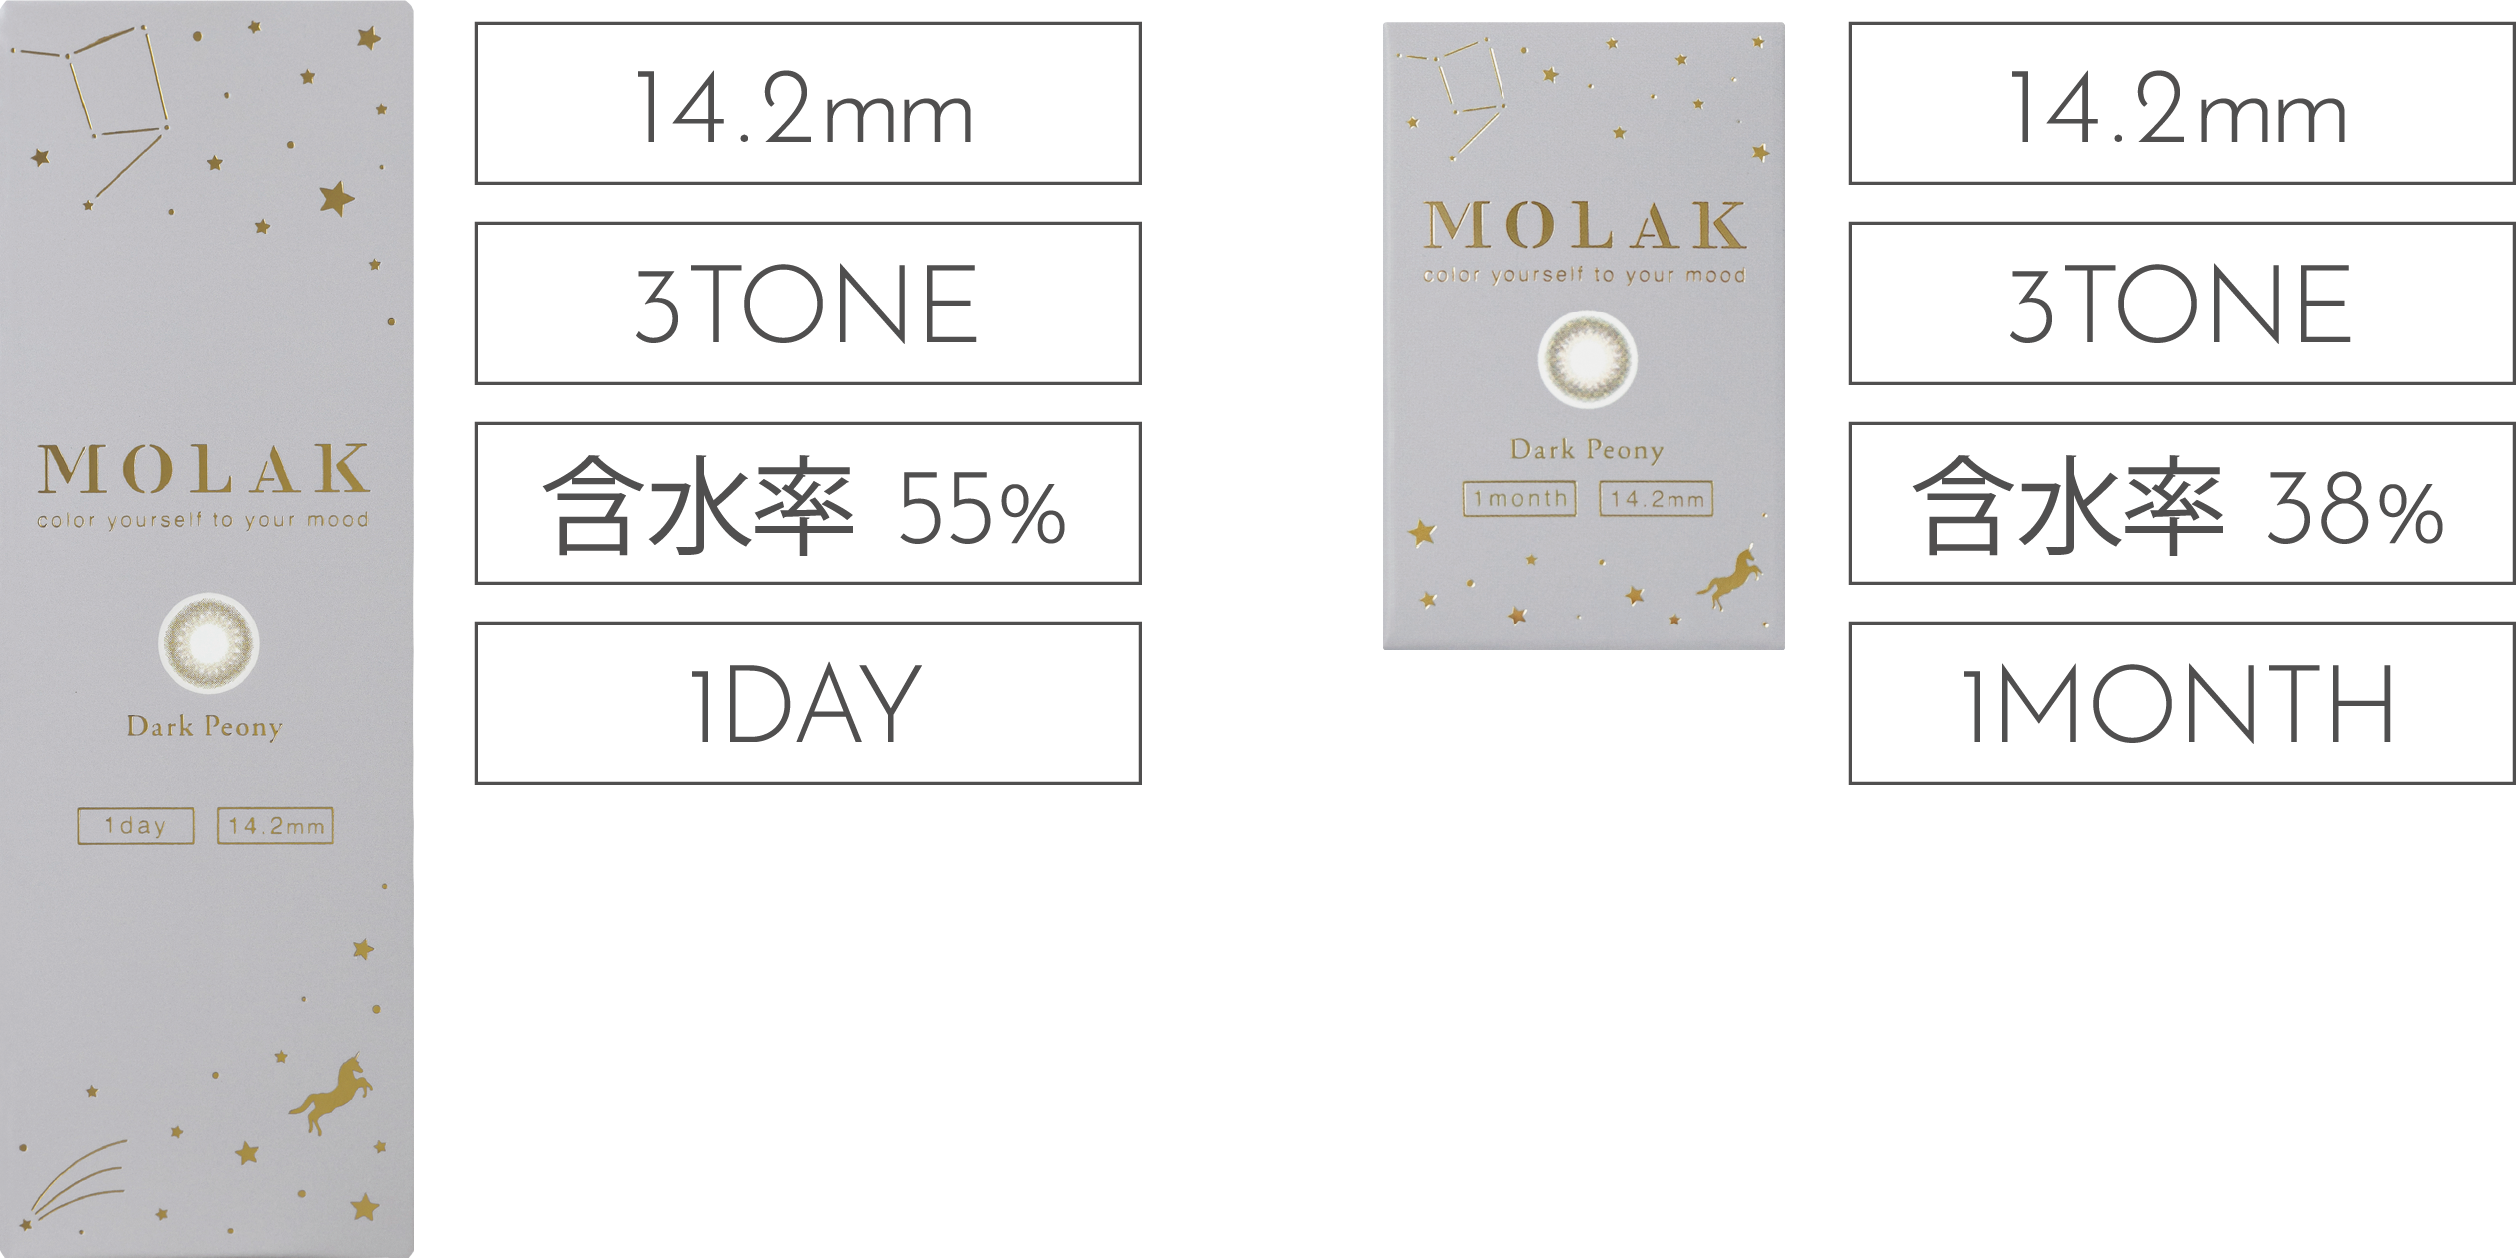 MOLAK
color yourself to your mood
Dark Peony
1day
14.2mm
14.2mm
3TONE
含水率 55%
1DAY
MOLAK
color yourself to your mood
Dark Peony
1month
14.2mm
14.2mm
3TONE
含水率 38%
1MONTH